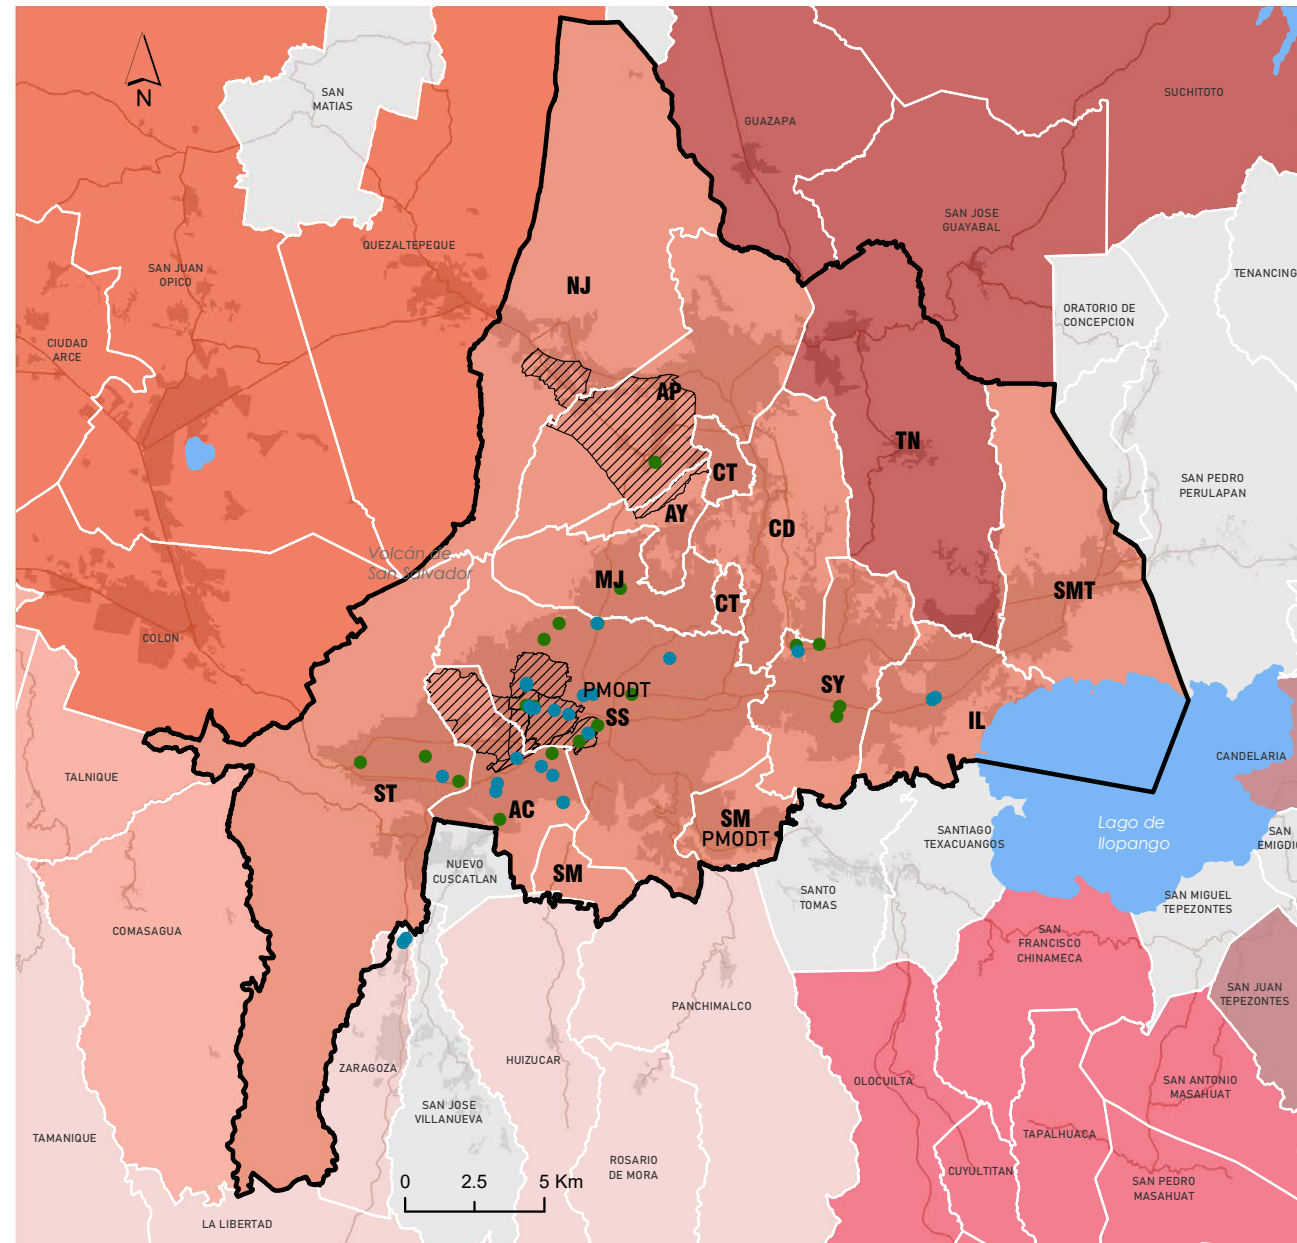 SAN
MATIAS
N
SUCHITOTO
GUAZAPA
SAN JOSE
GUAYABAL
QUEZALTEPEQUE
SAN JUAN
OPICO
TENANCING
NJ
ORATORIO DE
CONCEPCION
CIUDAD
ARCE
AP
TN
CT
SAN PEDRO
PERULAPAN
AY
CD
Volcán de
San Salvador
MJ
CT
SMT
COLON
PMODT
SY
SS
IL
CANDELARIA
TALNIQUE
ST
AC
SM
PMODT
Lago de
Ilopango
SANTIAGO
TEXACUANGOS
SAN
EMIGDI
NUEVO
CUSCATLAN
SM
SANTO
TOMAS
SAN MIGUEL
TEPEZONTES
COMASAGUA
SAN
FRANCISCO
CHINAMECA
SAN JUAN
TEPEZONTES
PANCHIMALCO
ZARAGOZA
HUIZUCAR
OLOCUILTA
SAN ANTONIO
MASAHUAT
SAN JOSE
VILLANUEVA
TAMANIQUE
TAPALHUACA
ROSARIO
DE MORA
CUYULTITAN
SAN PEDRO
MASAHUAT
0 2.5 5 Km
LA LIBERTAD